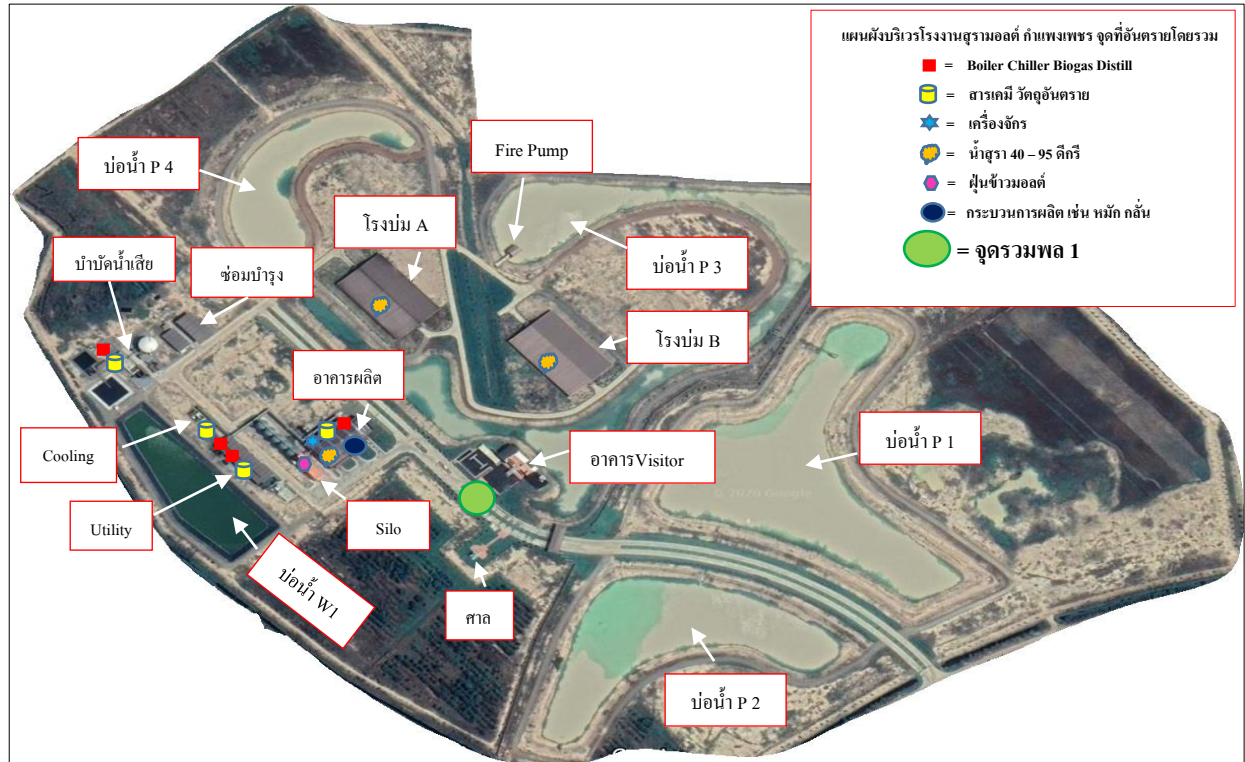 แผนผังบริเวรโรงงานสุรามอลต์ กำแพงเพชร จุดที่อันตรายโดยรวม
= Boiler Chiller Biogas Distill
= สารเคมี วัตถุอันตราย
= เครื่องจักร
= น้ำสุรา 40 – 95 ดีกรี
= ฝุ่นข้าวมอลต์
= กระบวนการผลิต เช่น หมัก กลั่น
= จุดรวมพล 1
บ่อน้ำ P 4
Fire Pump
โรงบ่ม A
บ่อน้ำ P 3
บำบัดน้ำเสีย
ซ่อมบำรุง
โรงบ่ม B
อาคารผลิต
Cooling
อาคารVisitor
บ่อน้ำ P 1
© 2020 Google
Utility
Silo
บ่อน้ำ W1
ศาล
บ่อน้ำ P 2